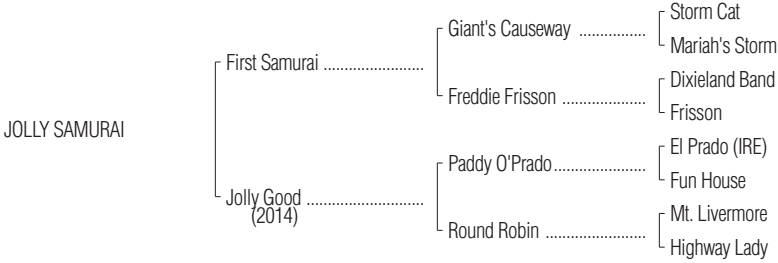 Storm Cat
Giant's Causeway ................
Mariah's Storm
First Samurai ........................
Dixieland Band
Freddie Frisson ....................
Frisson
JOLLY SAMURAI
El Prado (IRE)
Paddy O'Prado......................
Fun House
Jolly Good ............................
(2014)
Mt. Livermore
Round Robin ........................
Highway Lady